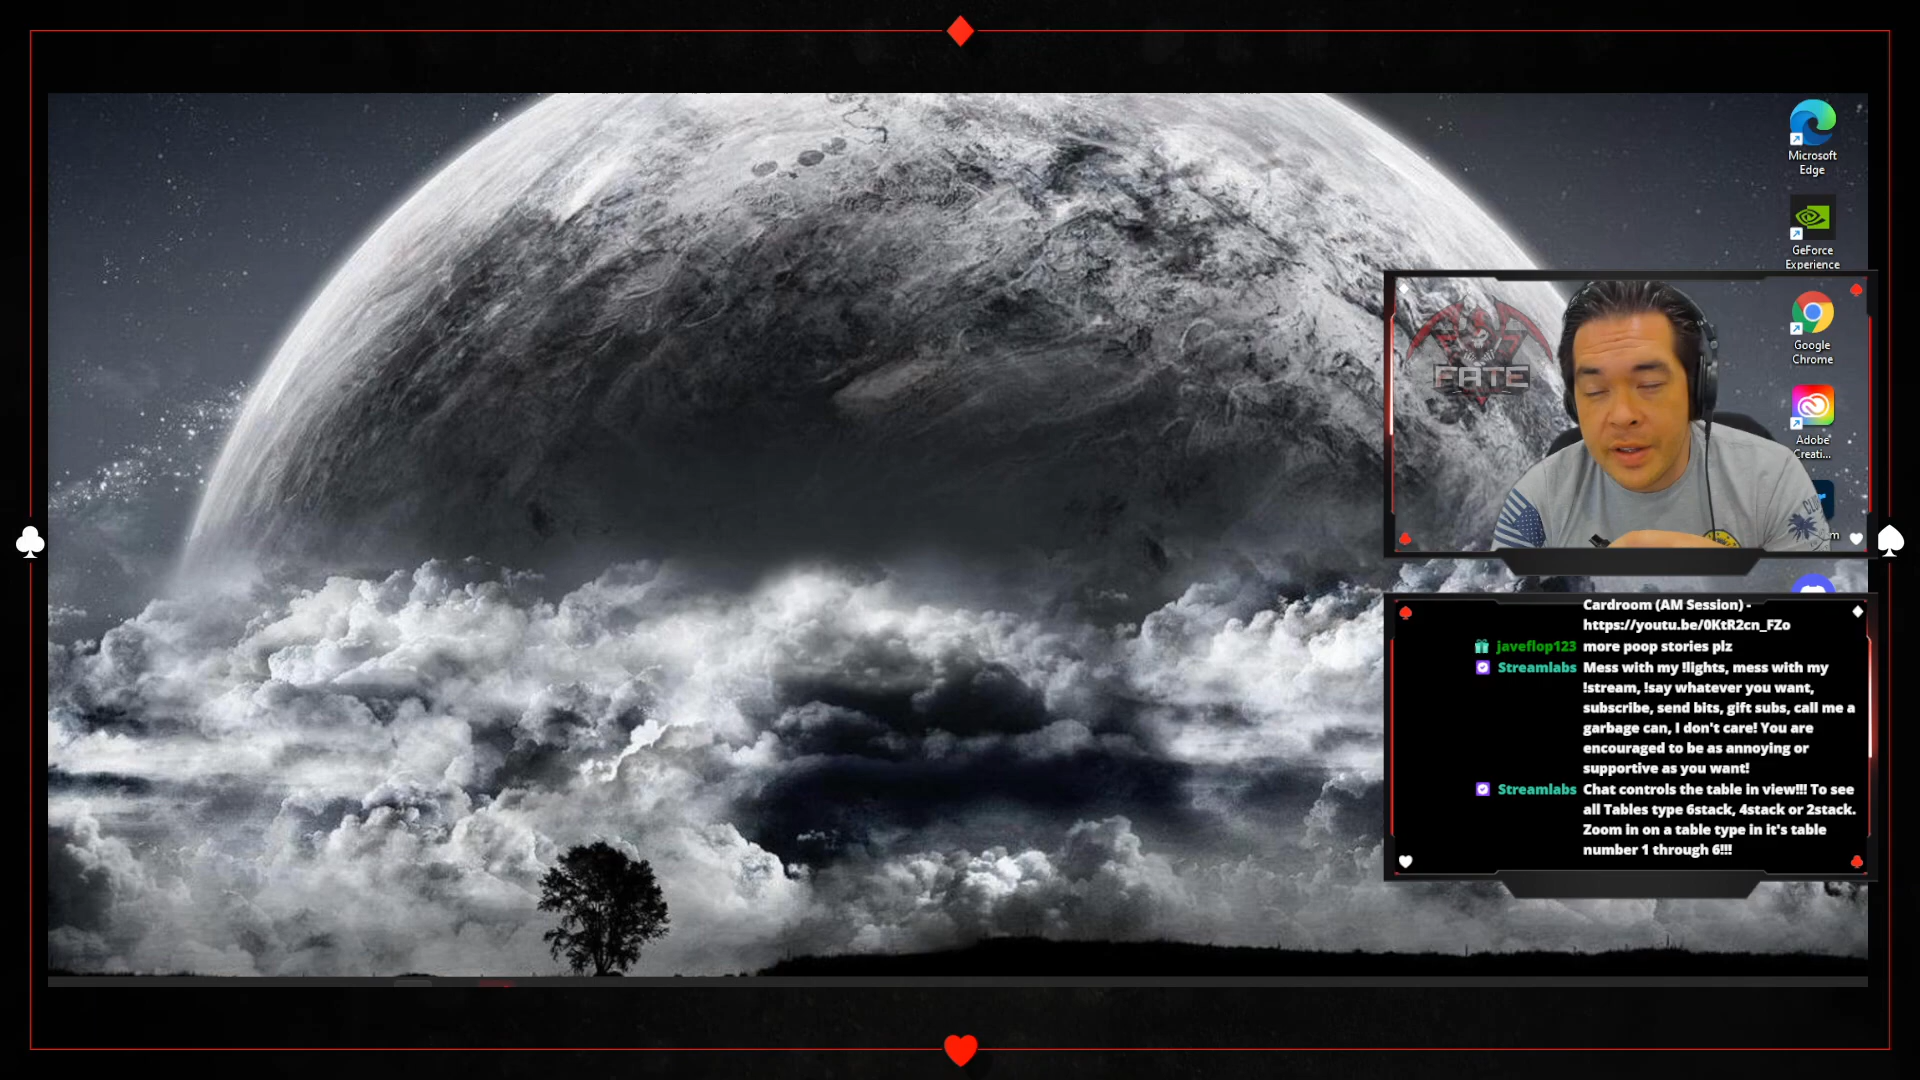 Microsoft
Edge
GeForce
Experience
Google
Chrome
FATE
Adobe
Creati...
Cardroom (AM Session) -
https://youtu.be/0KtR2cn_FZo
javeflop123 more poop stories plz
Streamlabs Mess with my !lights, mess with my
!stream, !say whatever you want,
subscribe, send bits, gift subs, call me a
garbage can, I don't care! You are
encouraged to be as annoying or
supportive as you want!
Streamlabs Chat controls the table in view!!! To see
all Tables type 6stack, 4stack or 2stack.
Zoom in on a table type in it's table
number 1 through 6!!!